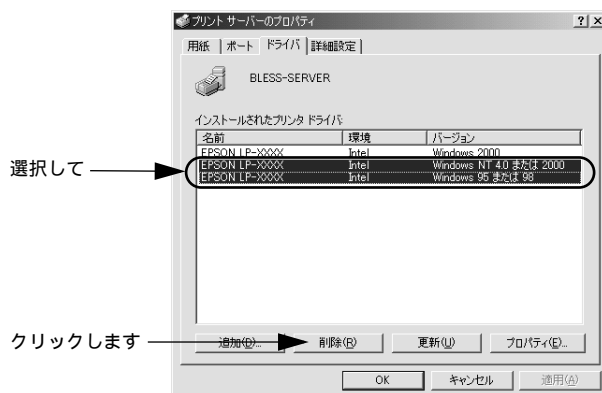 プリント サーバーのプロパティ
用紙 ポート ドライバ 詳細設定
BLESS-SERVER
インストールされたプリンタ ドライバ:
名前 環境 バージョン
EPSON LP-XXXX Intel Windows 2000
EPSON LP-XXXX Intel Windows NT 4.0 または 2000
EPSON LP-XXXX Intel Windows 95 または 98
選択して
クリックします
追加(D)... 削除(R) 更新(U) プロパティ(E)...
OK キャンセル 適用(A)